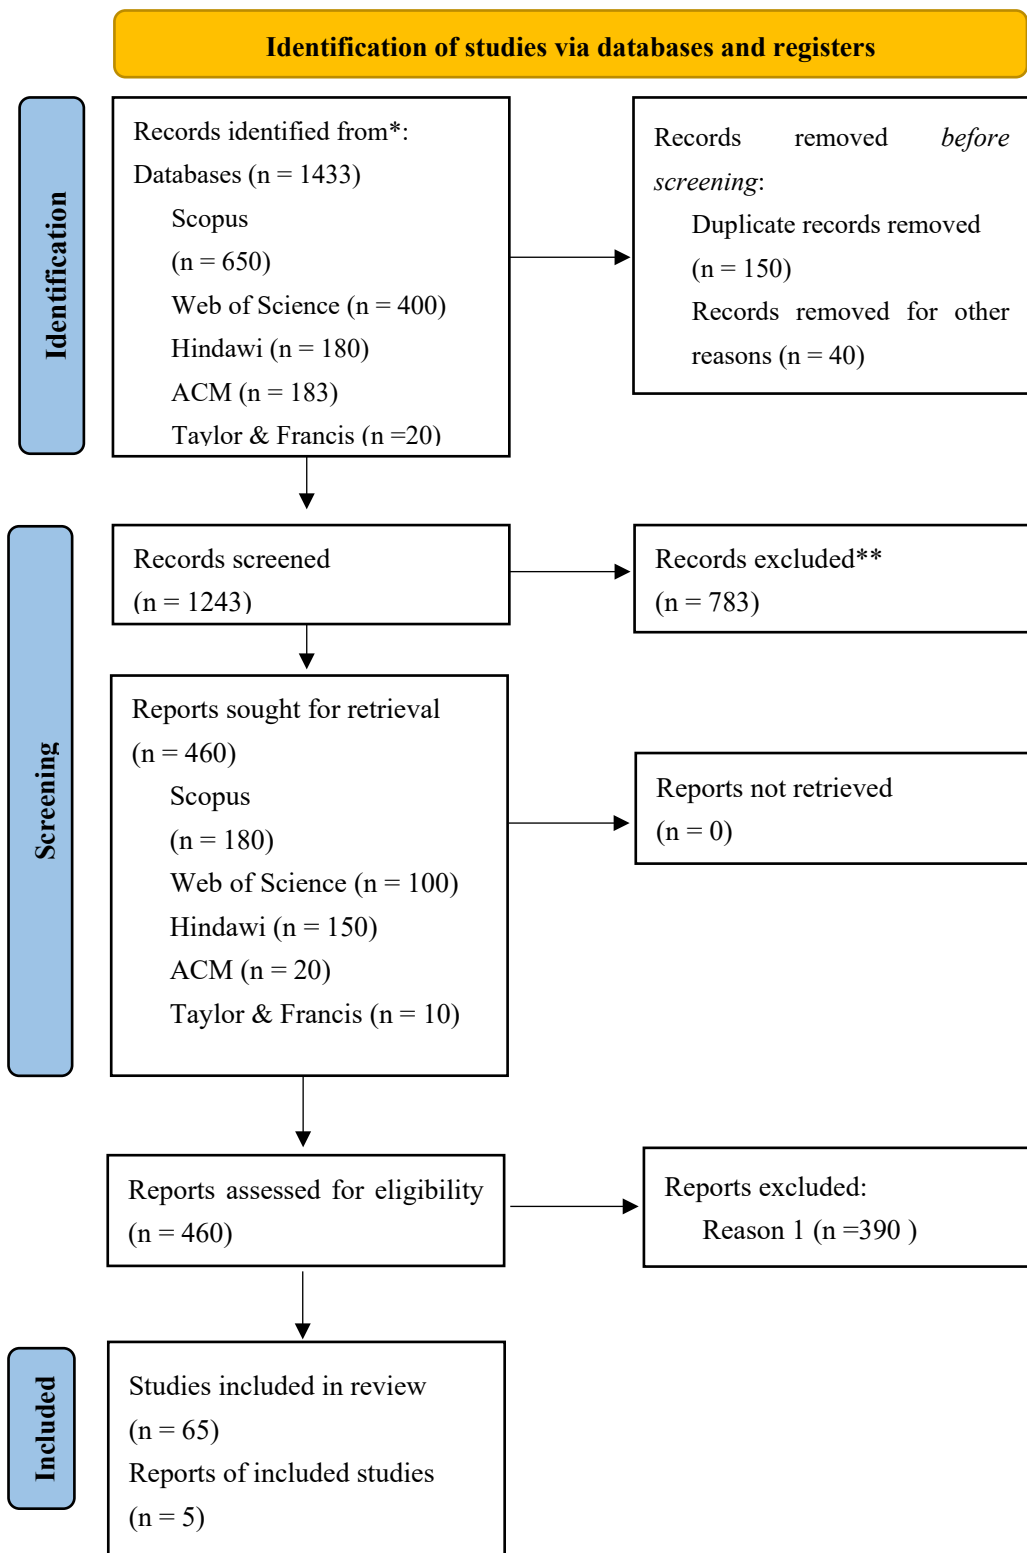 Identification of studies via databases and registers
Identification
Records identified from*:
Databases (n = 1433)
Scopus
(n = 650)
Web of Science (n = 400)
Hindawi (n = 180)
ACM (n = 183)
Taylor & Francis (n =20)
Records removed before
screening:
Duplicate records removed
(n = 150)
Records removed for other
reasons (n = 40)
Screening
Records screened
(n = 1243)
Records excluded**
(n = 783)
Reports sought for retrieval
(n = 460)
Scopus
(n = 180)
Web of Science (n = 100)
Hindawi (n = 150)
ACM (n = 20)
Taylor & Francis (n = 10)
Reports not retrieved
(n = 0)
Reports assessed for eligibility
(n = 460)
Reports excluded:
Reason 1 (n =390 )
Included
Studies included in review
(n = 65)
Reports of included studies
(n = 5)